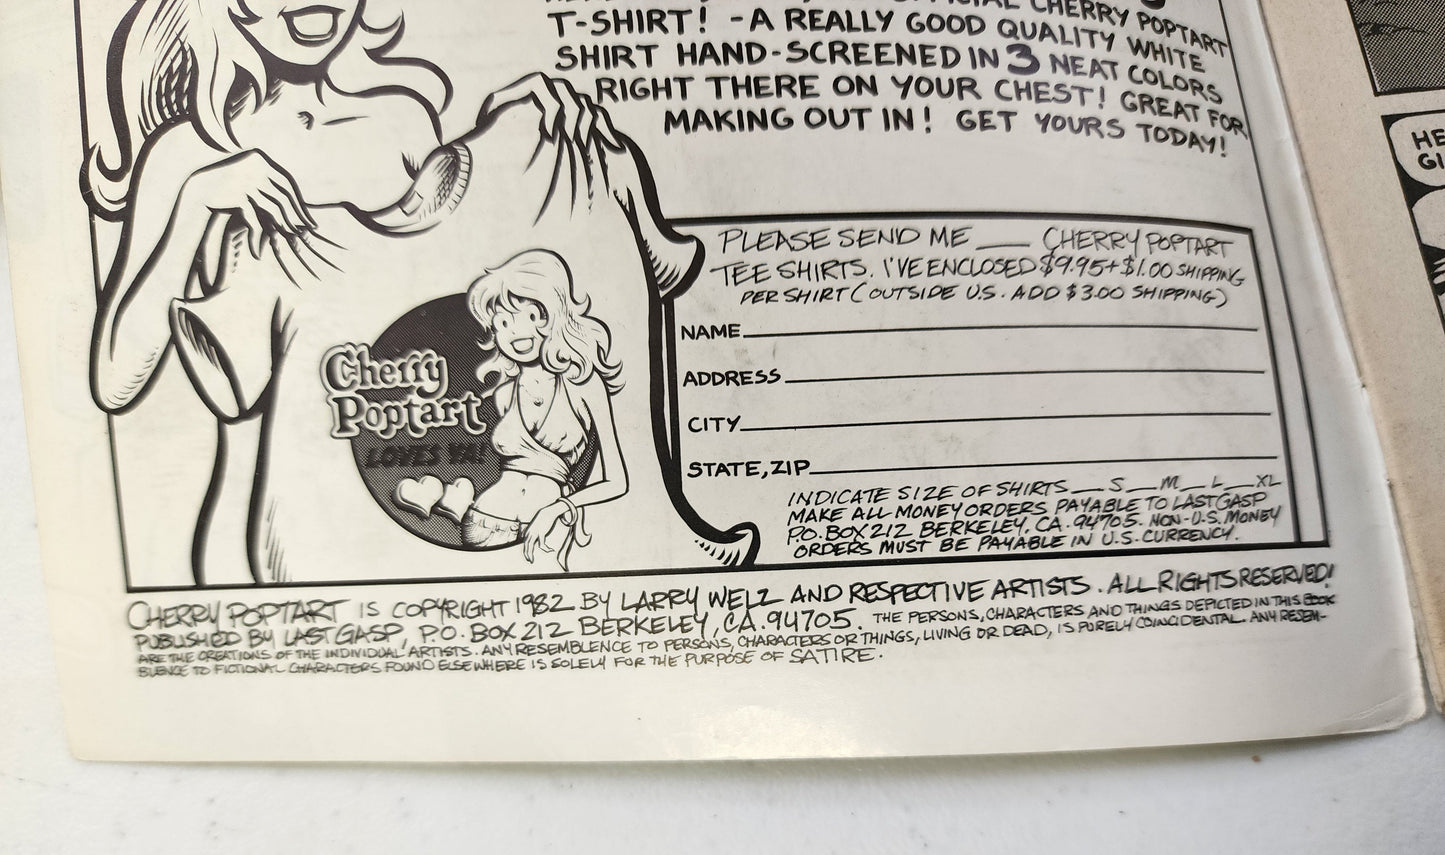 CHERRY POPTART
T-SHIRT! -A REALLY GOOD QUALITY WHITE
SHIRT HAND-SCREENED IN 3 NEAT COLORS
RIGHT THERE ON YOUR CHEST! GREAT FOR
MAKING OUT IN! GET YOURS TODAY!
PLEASE SEND ME ___ CHERRY POPTART
TEE SHIRTS. I'VE ENCLOSED $9.95+$1.00 SHIPPING
PER SHIRT (OUTSIDE U.S. ADD $3.00 SHIPPING)
NAME
ADDRESS
CITY
STATE, ZIP
INDICATE SIZE OF SHIRTS __S __M __L __XL
MAKE ALL MONEY ORDERS PAYABLE TO LAST GASP
P.O. BOX 212 BERKELEY, CA. 94705. NON-U.S. MONEY
ORDERS MUST BE PAYABLE IN U.S. CURRENCY.
Cherry
Poptart
LOVES YA!
CHERRY POPTART IS COPYRIGHT 1982 BY LARRY WELZ AND RESPECTIVE ARTISTS. ALL RIGHTS RESERVED!
PUBLISHED BY LAST GASP, P.O. BOX 212 BERKELEY, CA. 94705. THE PERSONS, CHARACTERS AND THINGS DEPICTED IN THIS BOOK
ARE THE CREATIONS OF THE INDIVIDUAL ARTISTS. ANY RESEMBLENCE TO PERSONS, CHARACTERS OR THINGS, LIVING OR DEAD, IS PURELY COINCIDENTAL. ANY RESEM-
BLENCE TO FICTIONAL CHARACTERS FOUND ELSEWHERE IS SOLELY FOR THE PURPOSE OF SATIRE.